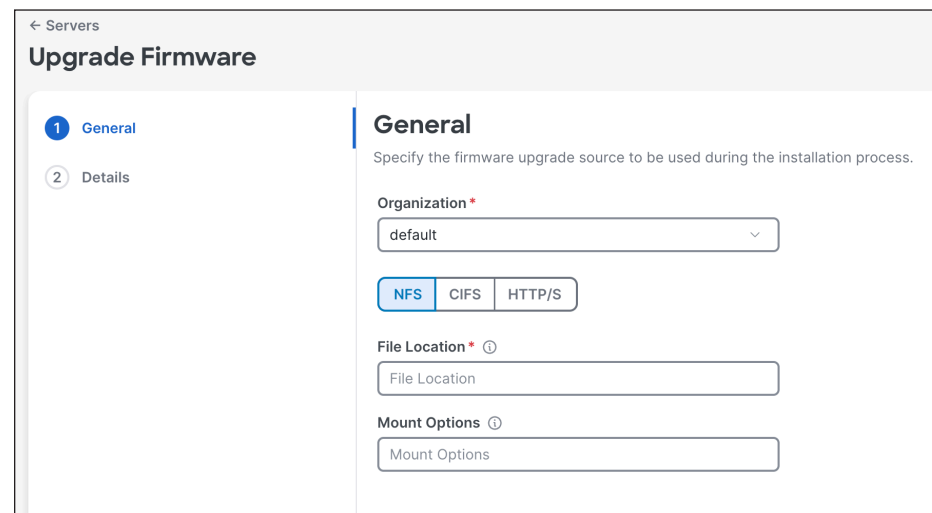 ← Servers
Upgrade Firmware
1 General
2 Details
General
Specify the firmware upgrade source to be used during the installation process.
Organization *
default
NFS CIFS HTTP/S
File Location * ⓘ
File Location
Mount Options ⓘ
Mount Options